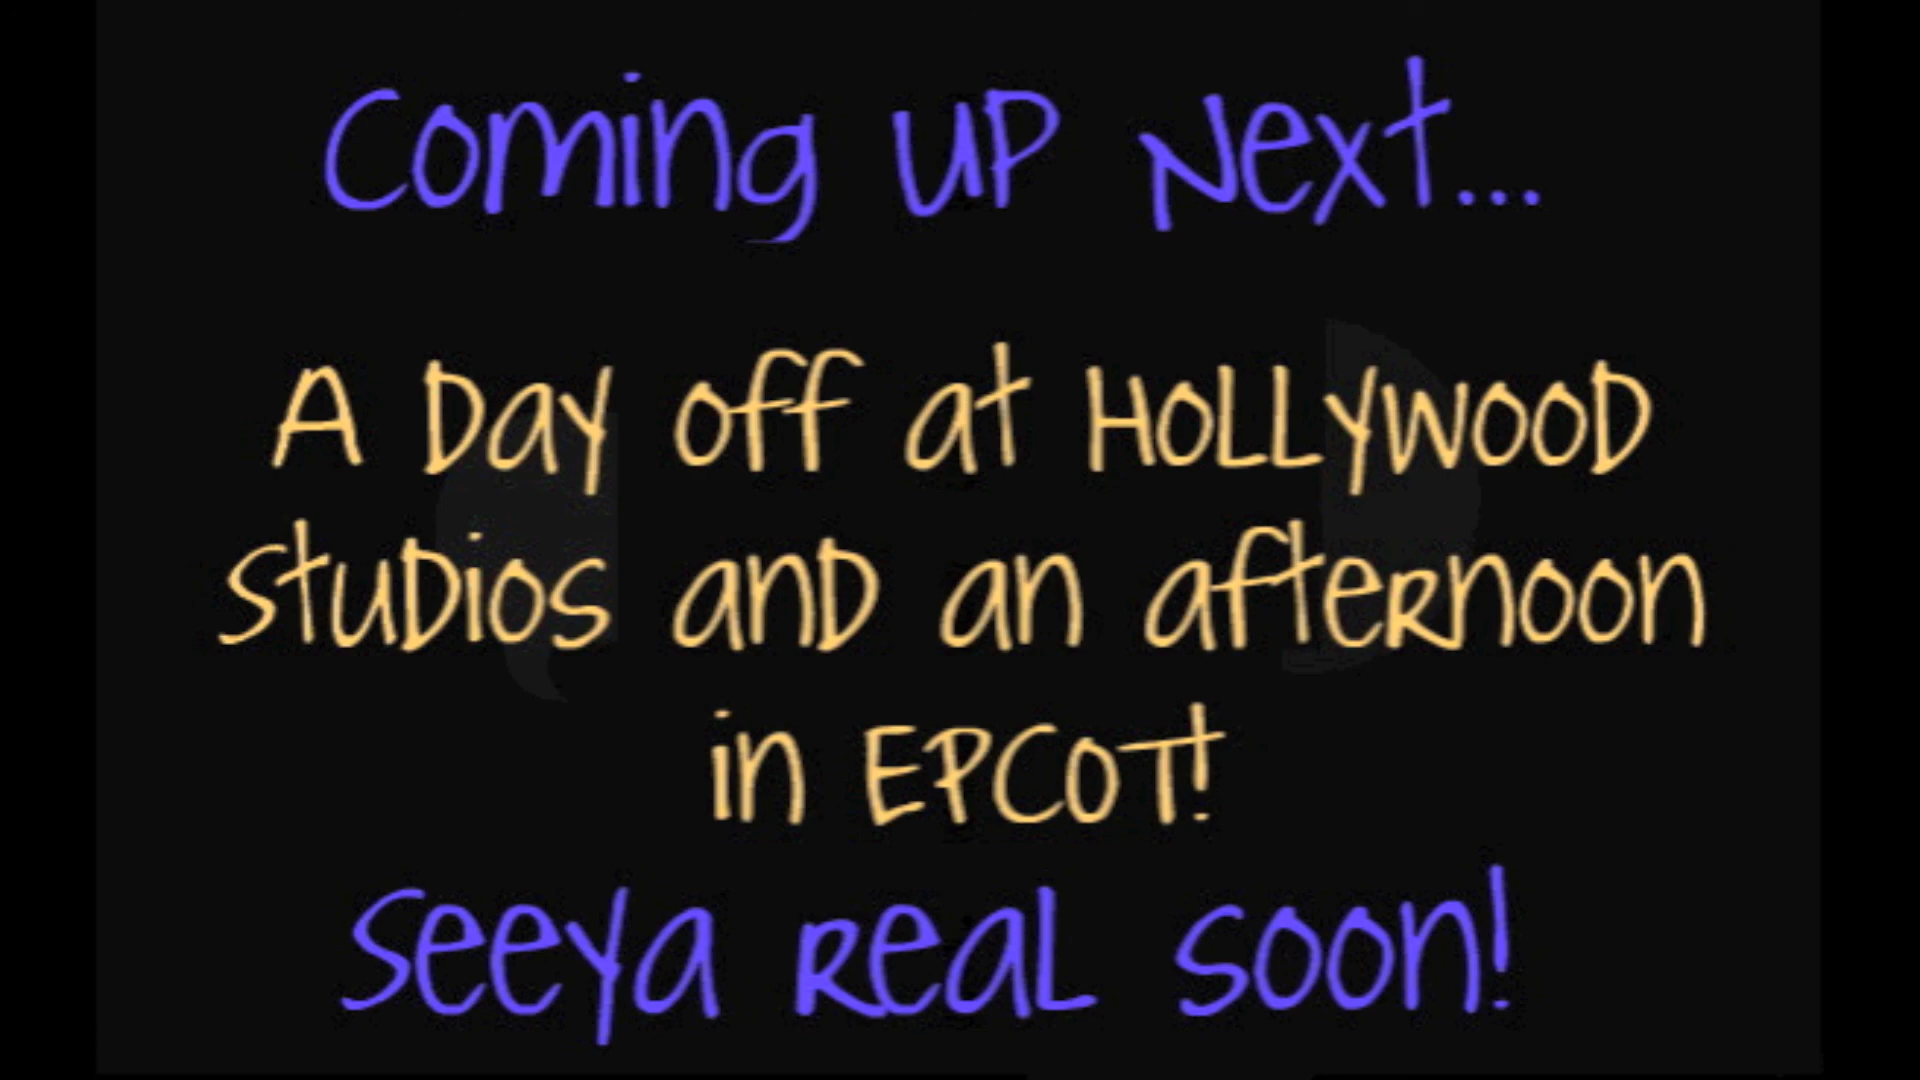 Coming UP Next...
A Day off at HOLLYWOOD
studios and an afternoon
in EPCOT!
seeya Real soon!